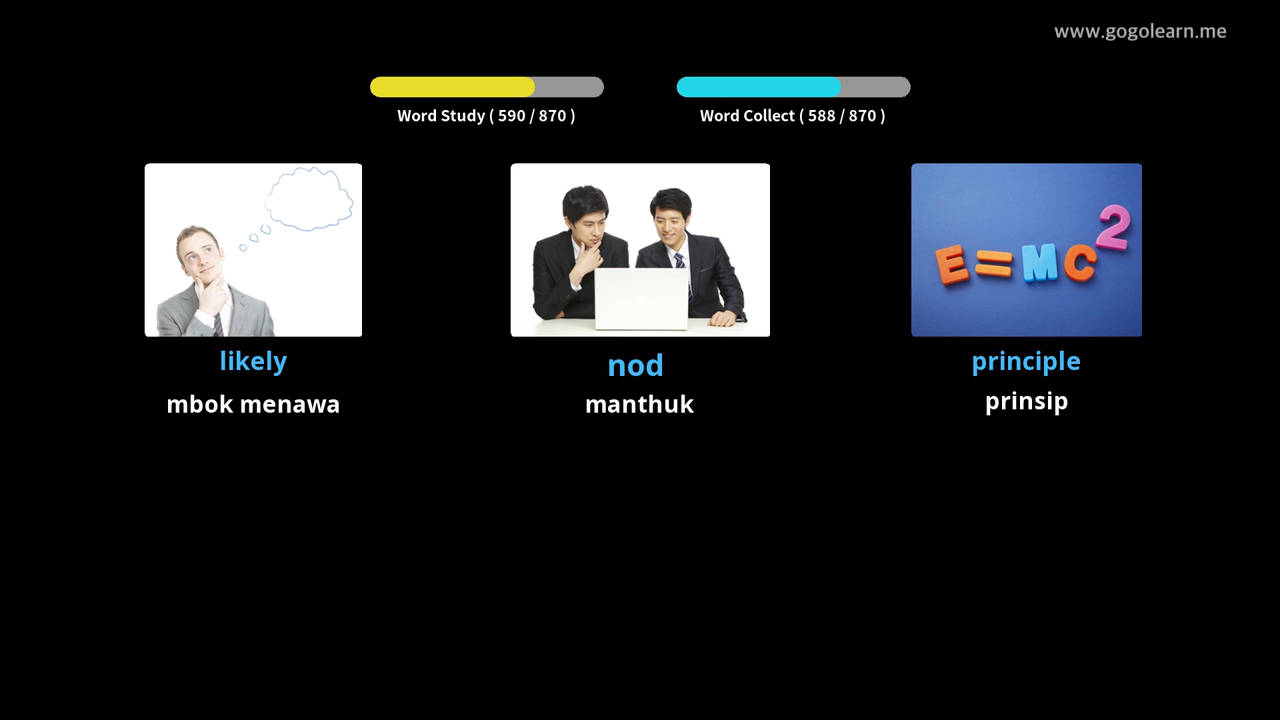 www.gogolearn.me
Word Study ( 590 / 870 )
Word Collect ( 588 / 870 )
E=MC2
likely
mbok menawa
nod
manthuk
principle
prinsip